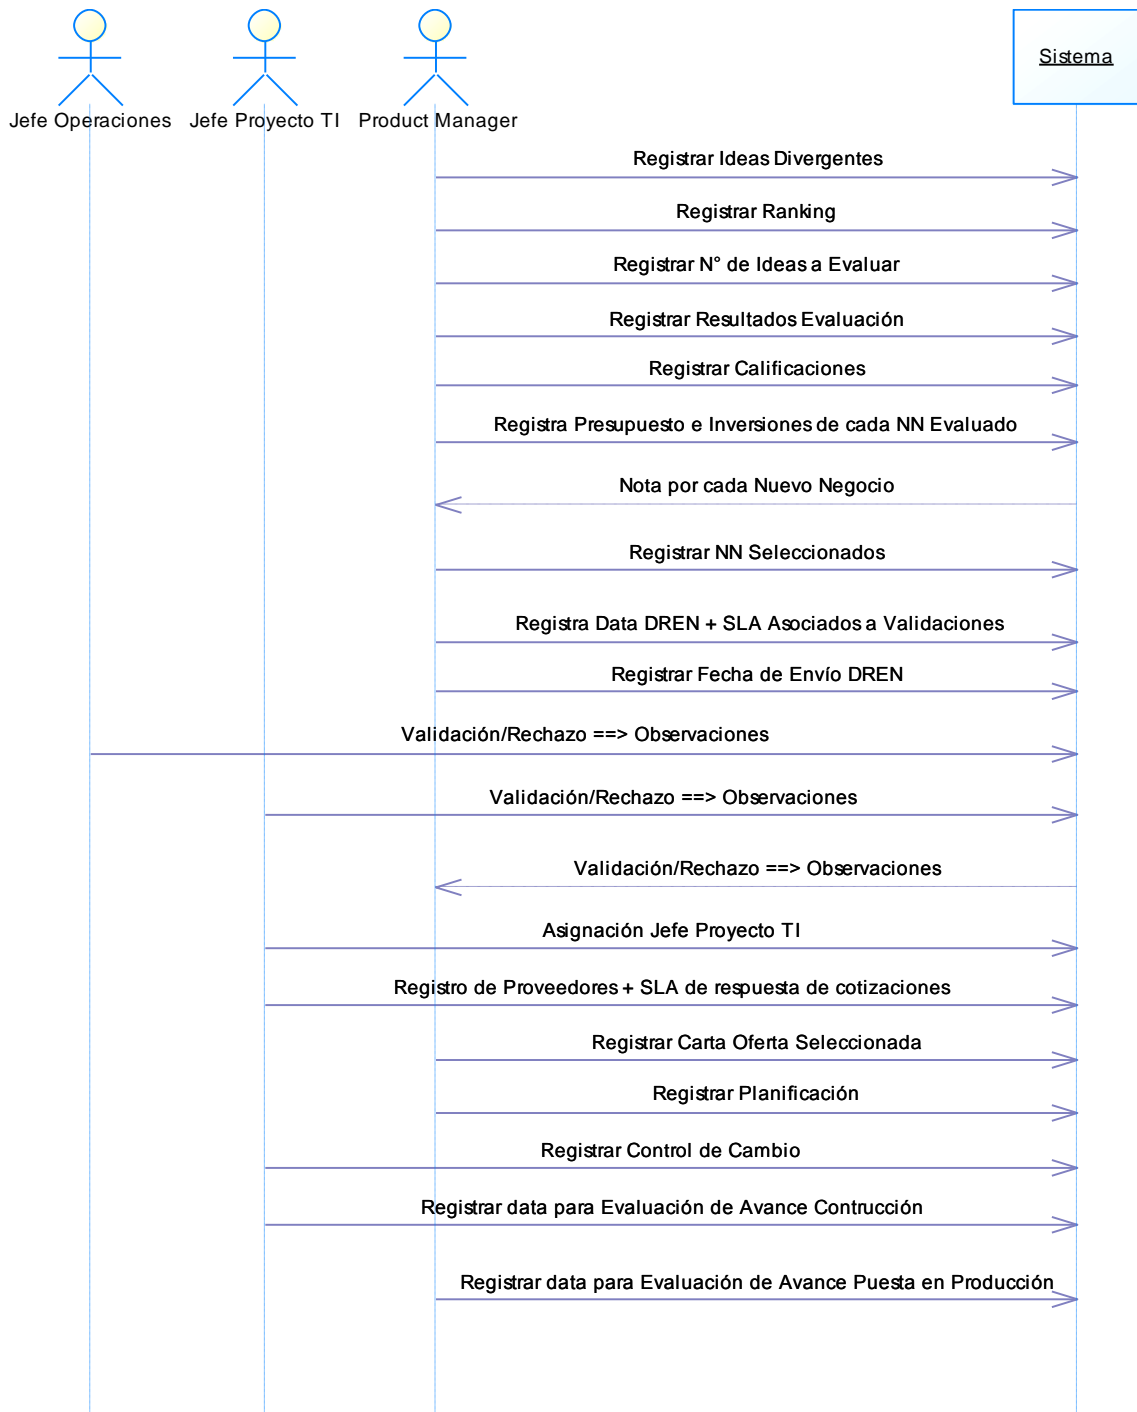 Sistema
Jefe Operaciones
Jefe Proyecto TI
Product Manager
Registrar Ideas Divergentes
Registrar Ranking
Registrar N° de Ideas a Evaluar
Registrar Resultados Evaluación
Registrar Calificaciones
Registra Presupuesto e Inversiones de cada NN Evaluado
Nota por cada Nuevo Negocio
Registrar NN Seleccionados
Registra Data DREN + SLA Asociados a Validaciones
Registrar Fecha de Envío DREN
Validación/Rechazo ==> Observaciones
Validación/Rechazo ==> Observaciones
Validación/Rechazo ==> Observaciones
Asignación Jefe Proyecto TI
Registro de Proveedores + SLA de respuesta de cotizaciones
Registrar Carta Oferta Seleccionada
Registrar Planificación
Registrar Control de Cambio
Registrar data para Evaluación de Avance Contrucción
Registrar data para Evaluación de Avance Puesta en Producción